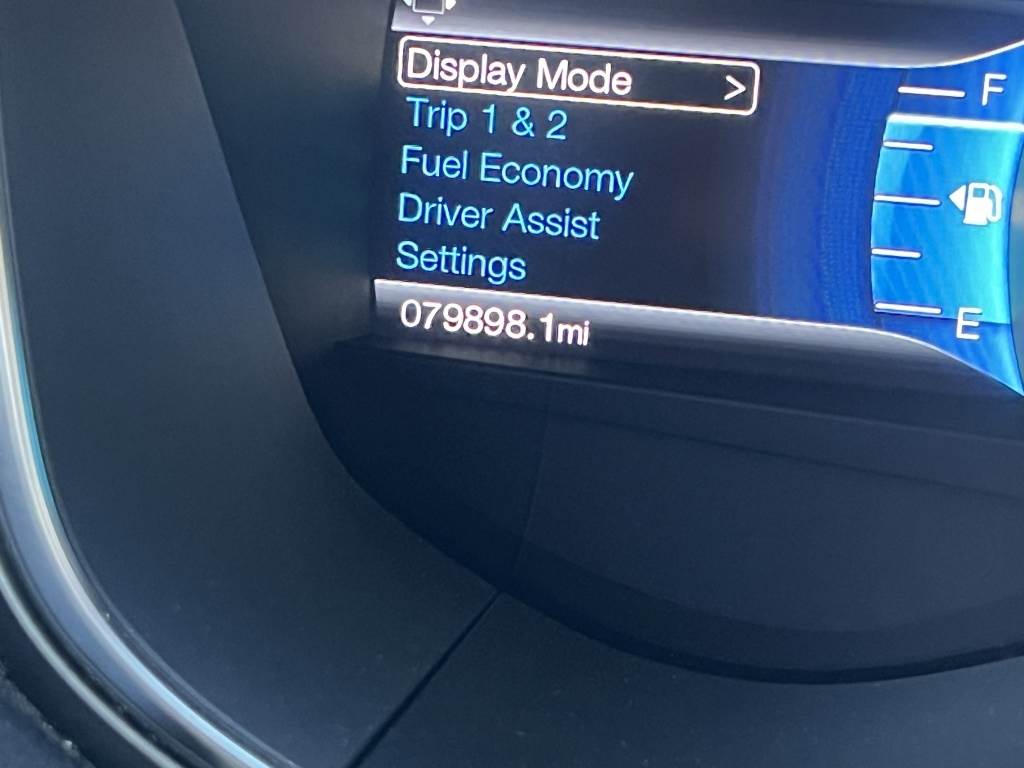 Display Mode >
Trip 1 & 2
Fuel Economy
Driver Assist
Settings
079898.1mi
F
E